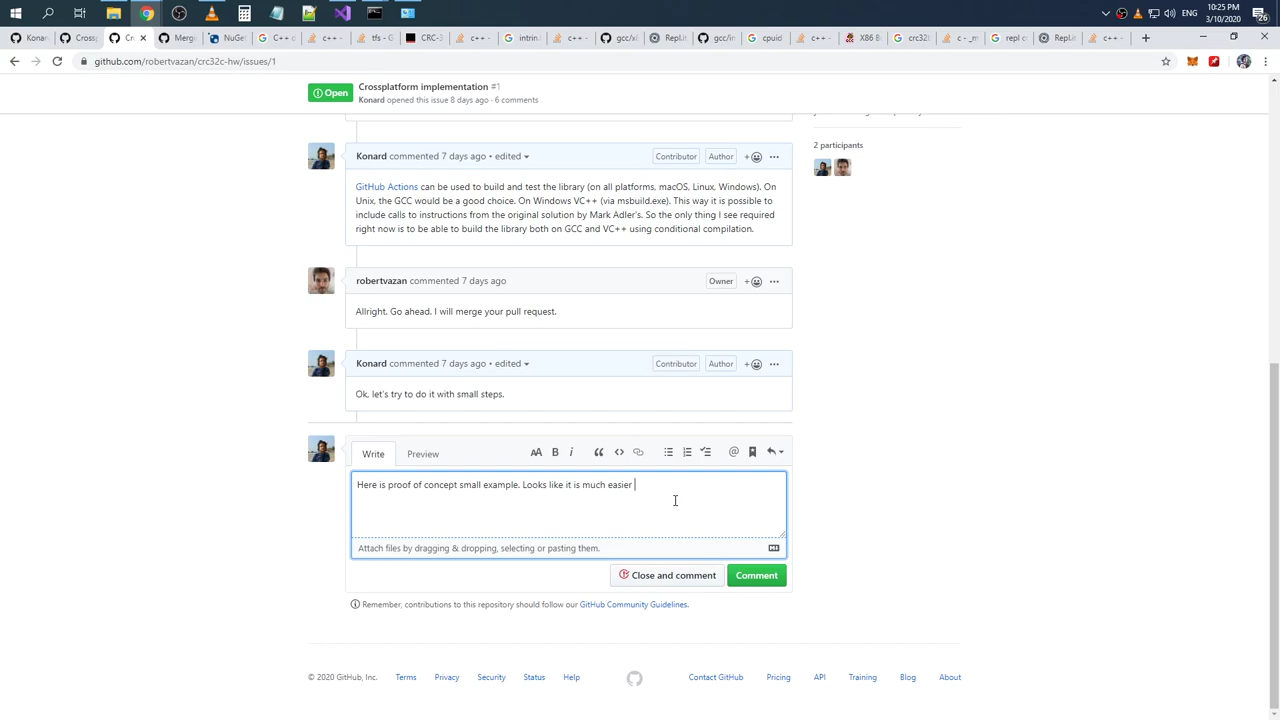 10:25 PM
ENG
3/10/2020
26
Konar
Crossp
Cro
Merge
NuGet
C++ d
c++ -
tfs - G
CRC-3
c++ -
intrin.
c++ -
gcc/x
RepLit
gcc/in
cpuid
c++ -
X86 B
crc32
c - _m
repl o
RepLit
c++ -
github.com/robertvazan/crc32c-hw/issues/1
Open
Crossplatform implementation #1
Konard opened this issue 8 days ago · 6 comments
2 participants
Konard commented 7 days ago • edited
Contributor
Author
GitHub Actions can be used to build and test the library (on all platforms, macOS, Linux, Windows). On
Unix, the GCC would be a good choice. On Windows VC++ (via msbuild.exe). This way it is possible to
include calls to instructions from the original solution by Mark Adler's. So the only thing I see required
right now is to be able to build the library both on GCC and VC++ using conditional compilation.
robertvazan commented 7 days ago
Owner
Allright. Go ahead. I will merge your pull request.
Konard commented 7 days ago • edited
Contributor
Author
Ok, let's try to do it with small steps.
Write
Preview
AA B i
Here is proof of concept small example. Looks like it is much easier
Attach files by dragging & dropping, selecting or pasting them.
Close and comment
Comment
Remember, contributions to this repository should follow our GitHub Community Guidelines.
© 2020 GitHub, Inc.
Terms
Privacy
Security
Status
Help
Contact GitHub
Pricing
API
Training
Blog
About